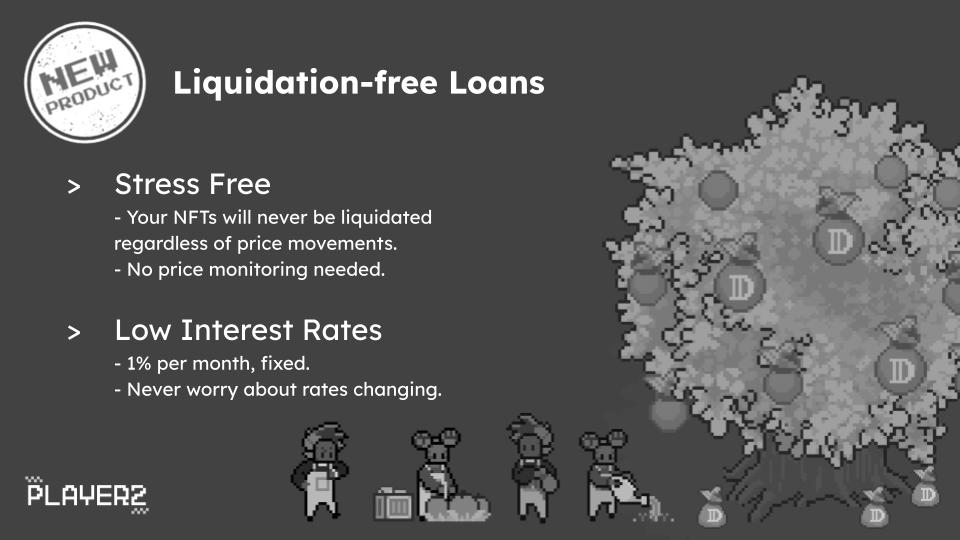 NEW
PRODUCT
Liquidation-free Loans
> Stress Free
- Your NFTs will never be liquidated
regardless of price movements.
- No price monitoring needed.
> Low Interest Rates
- 1% per month, fixed.
- Never worry about rates changing.
PLAYER2
D
D
D
D
D
D